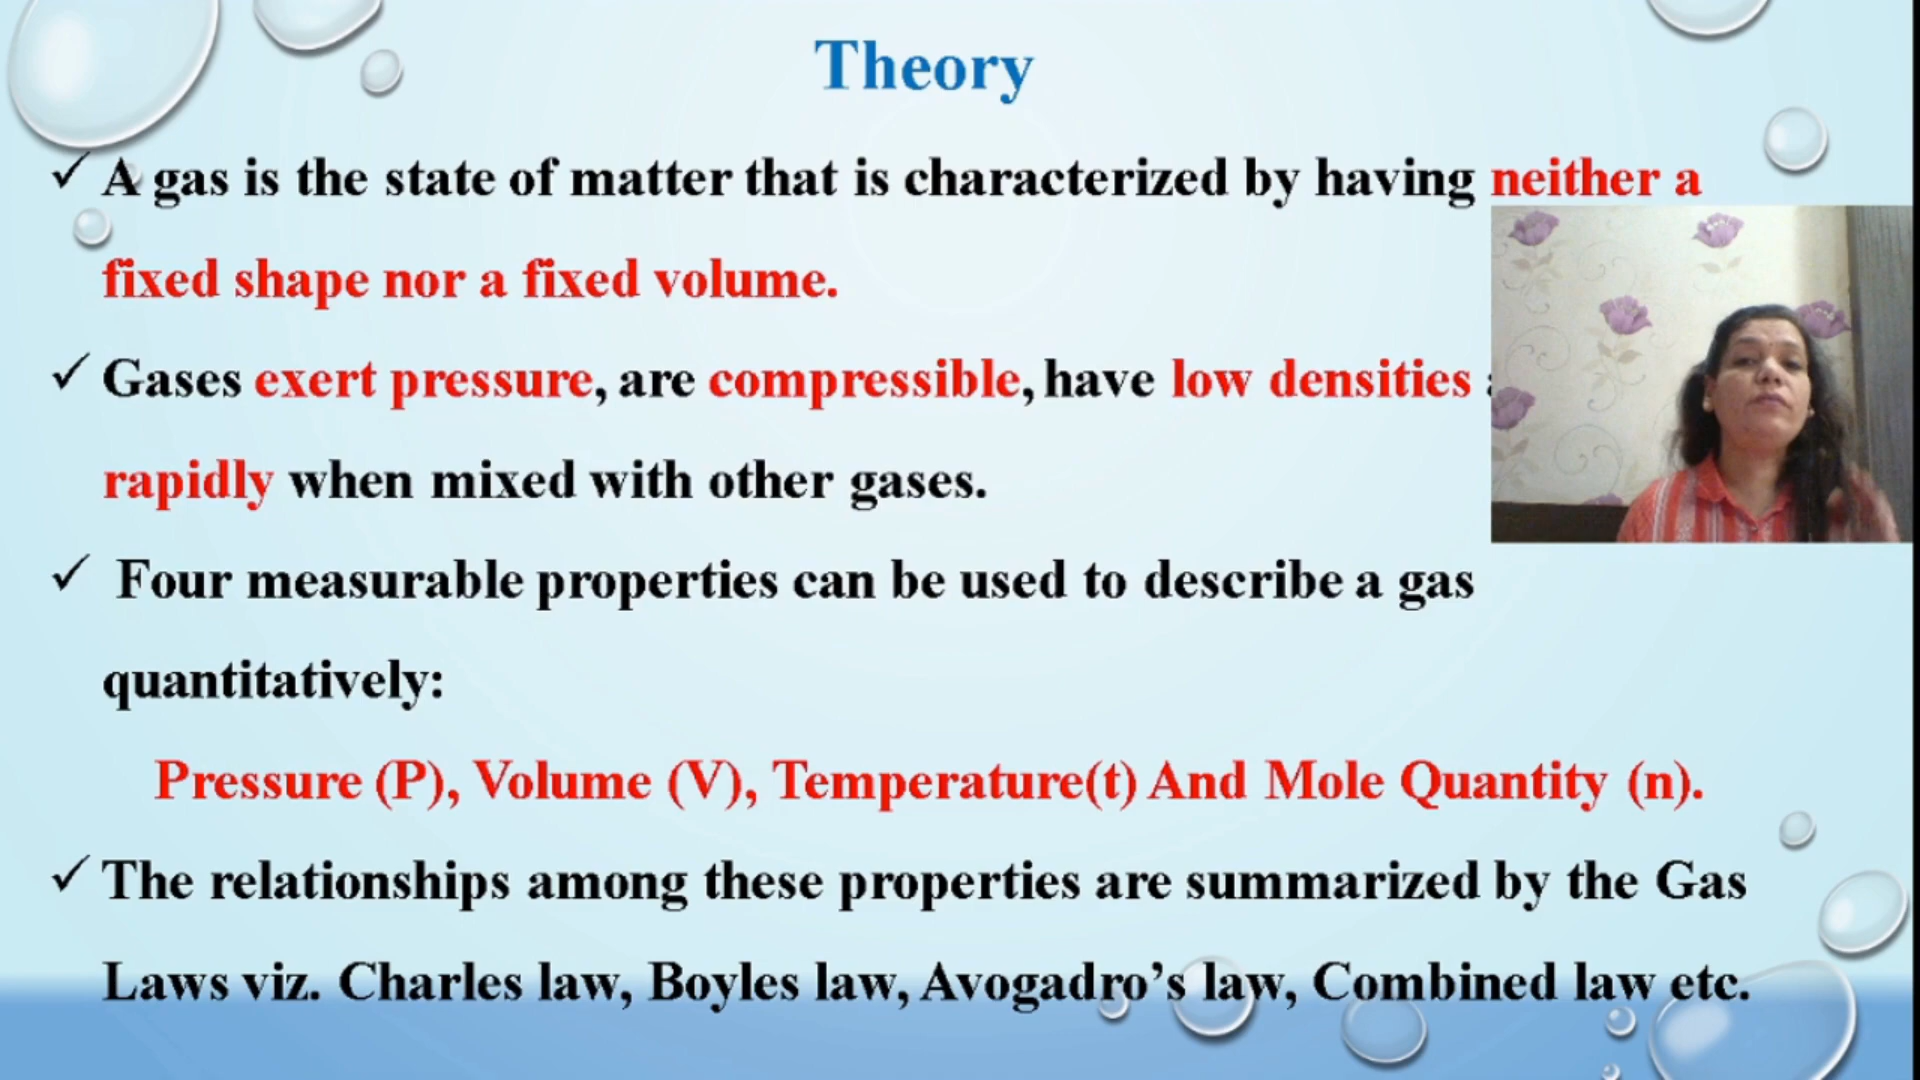 Theory
✓ A gas is the state of matter that is characterized by having neither a
fixed shape nor a fixed volume.
✓ Gases exert pressure, are compressible, have low densities
rapidly when mixed with other gases.
✓ Four measurable properties can be used to describe a gas
quantitatively:
Pressure (P), Volume (V), Temperature(t) And Mole Quantity (n).
✓ The relationships among these properties are summarized by the Gas
Laws viz. Charles law, Boyles law, Avogadro’s law, Combined law etc.